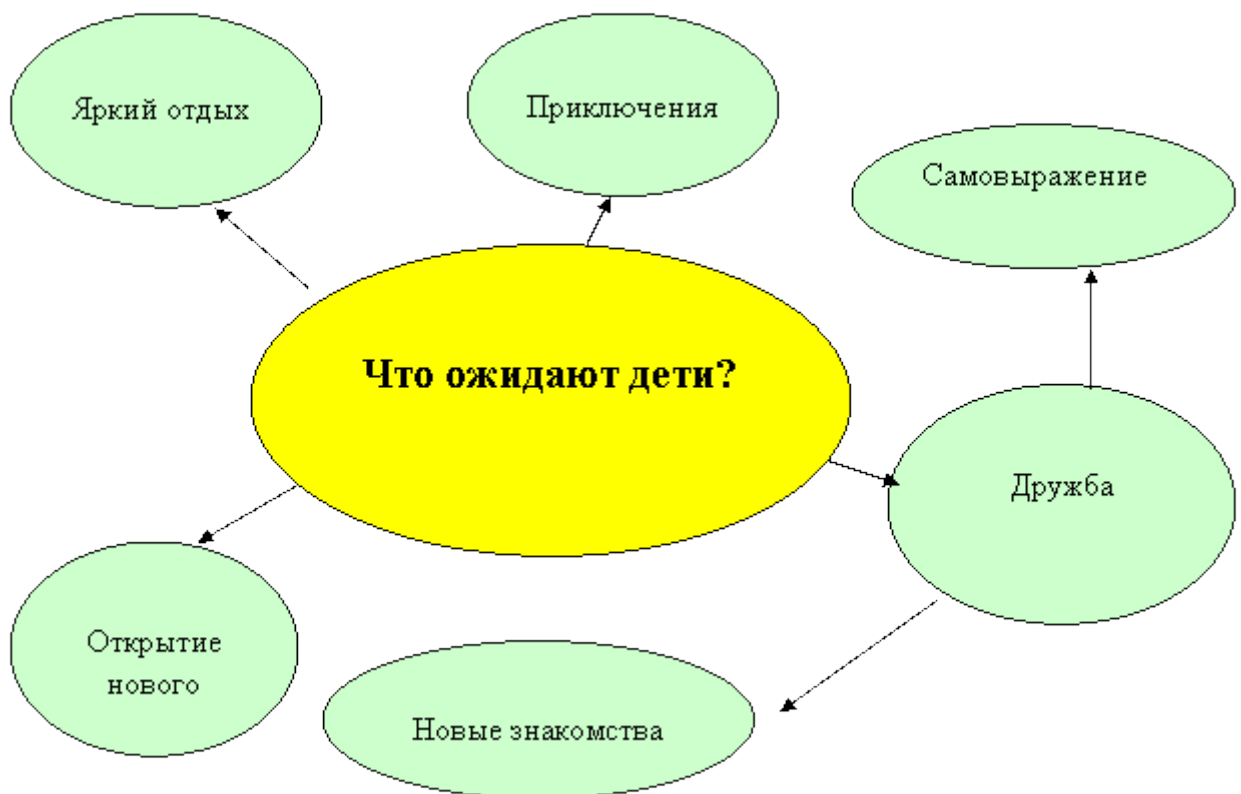 Яркий отдых
Приключения
Самовыражение
Что ожидают дети?
Дружба
Открытие
нового
Новые знакомства